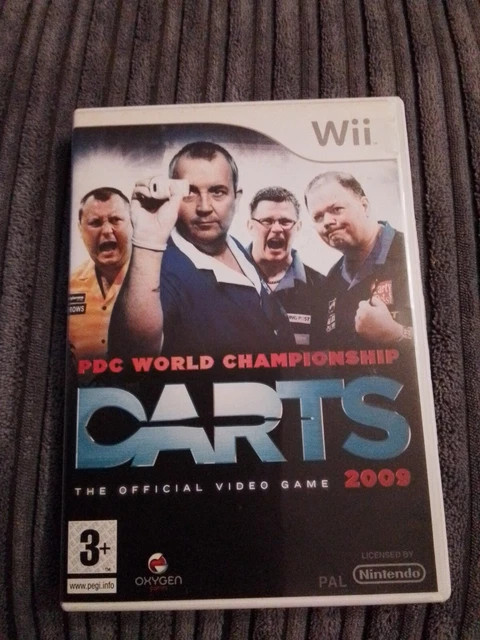 Wii
PDC WORLD CHAMPIONSHIP
DARTS
THE OFFICIAL VIDEO GAME 2009
3+
www.pegi.info
OXYGEN
PAL
LICENSED BY
Nintendo